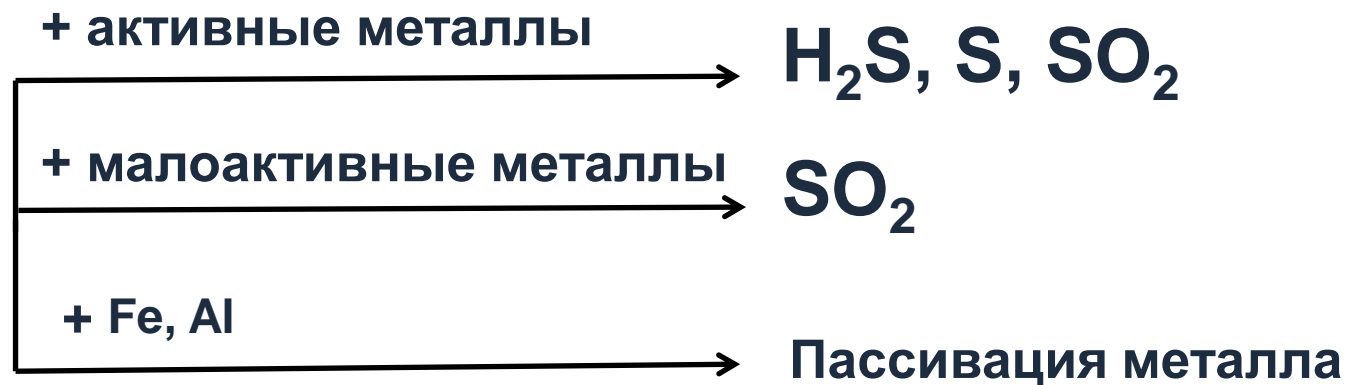 + активные металлы
H₂S, S, SO₂
+ малоактивные металлы
SO₂
+ Fe, Al
Пассивация металла